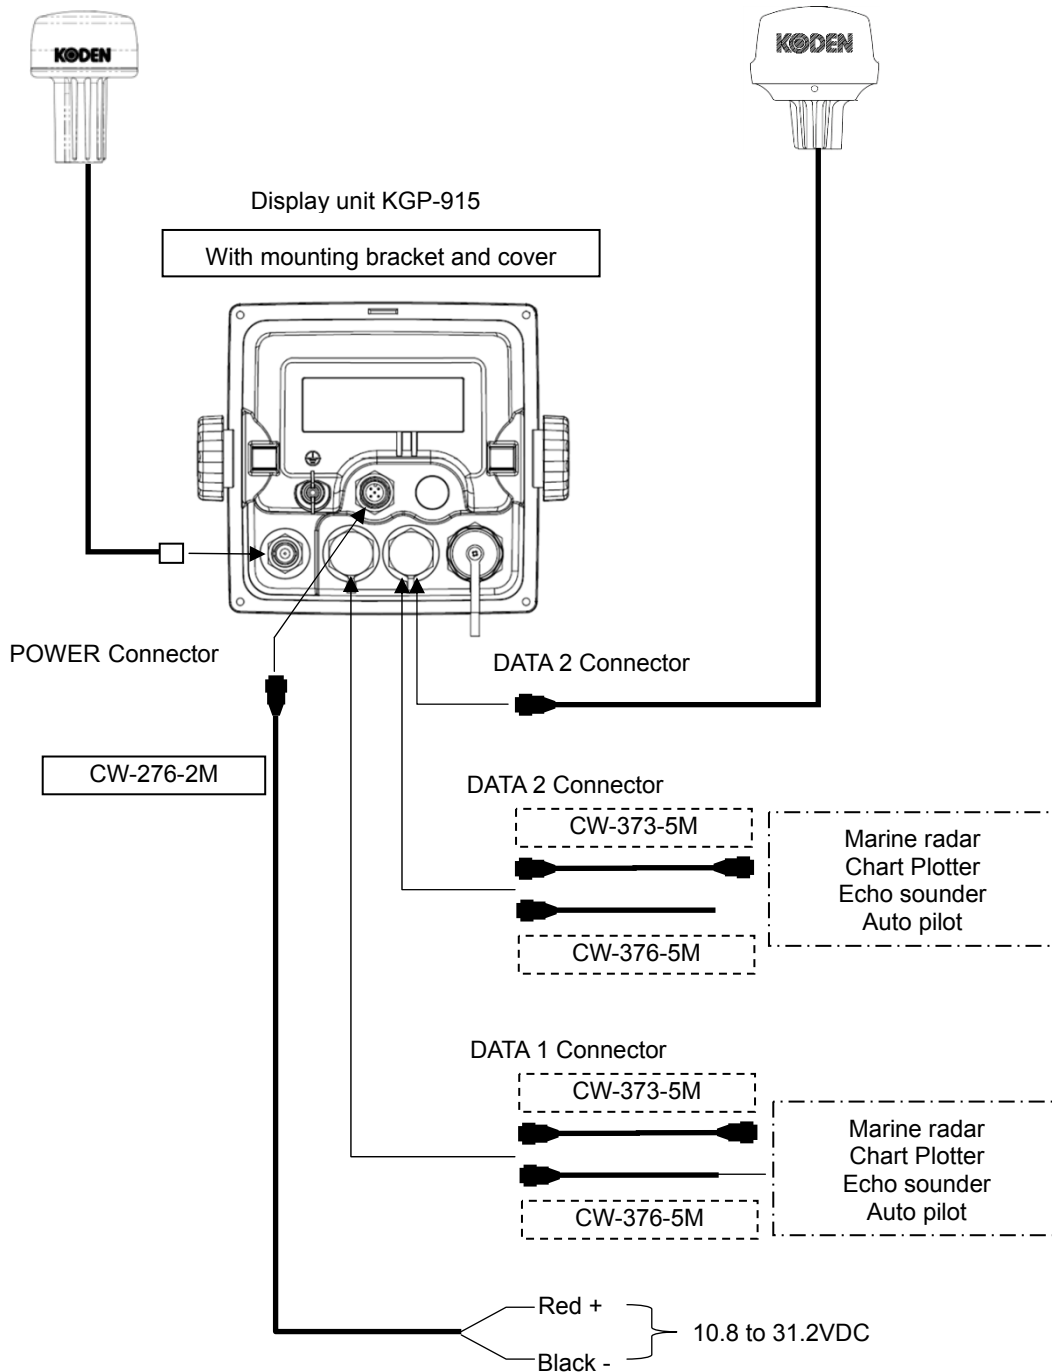 KODEN
KODEN
Display unit KGP-915
With mounting bracket and cover
POWER Connector
DATA 2 Connector
CW-276-2M
DATA 2 Connector
CW-373-5M
CW-376-5M
Marine radar
Chart Plotter
Echo sounder
Auto pilot
DATA 1 Connector
CW-373-5M
CW-376-5M
Marine radar
Chart Plotter
Echo sounder
Auto pilot
Red +
10.8 to 31.2VDC
Black -